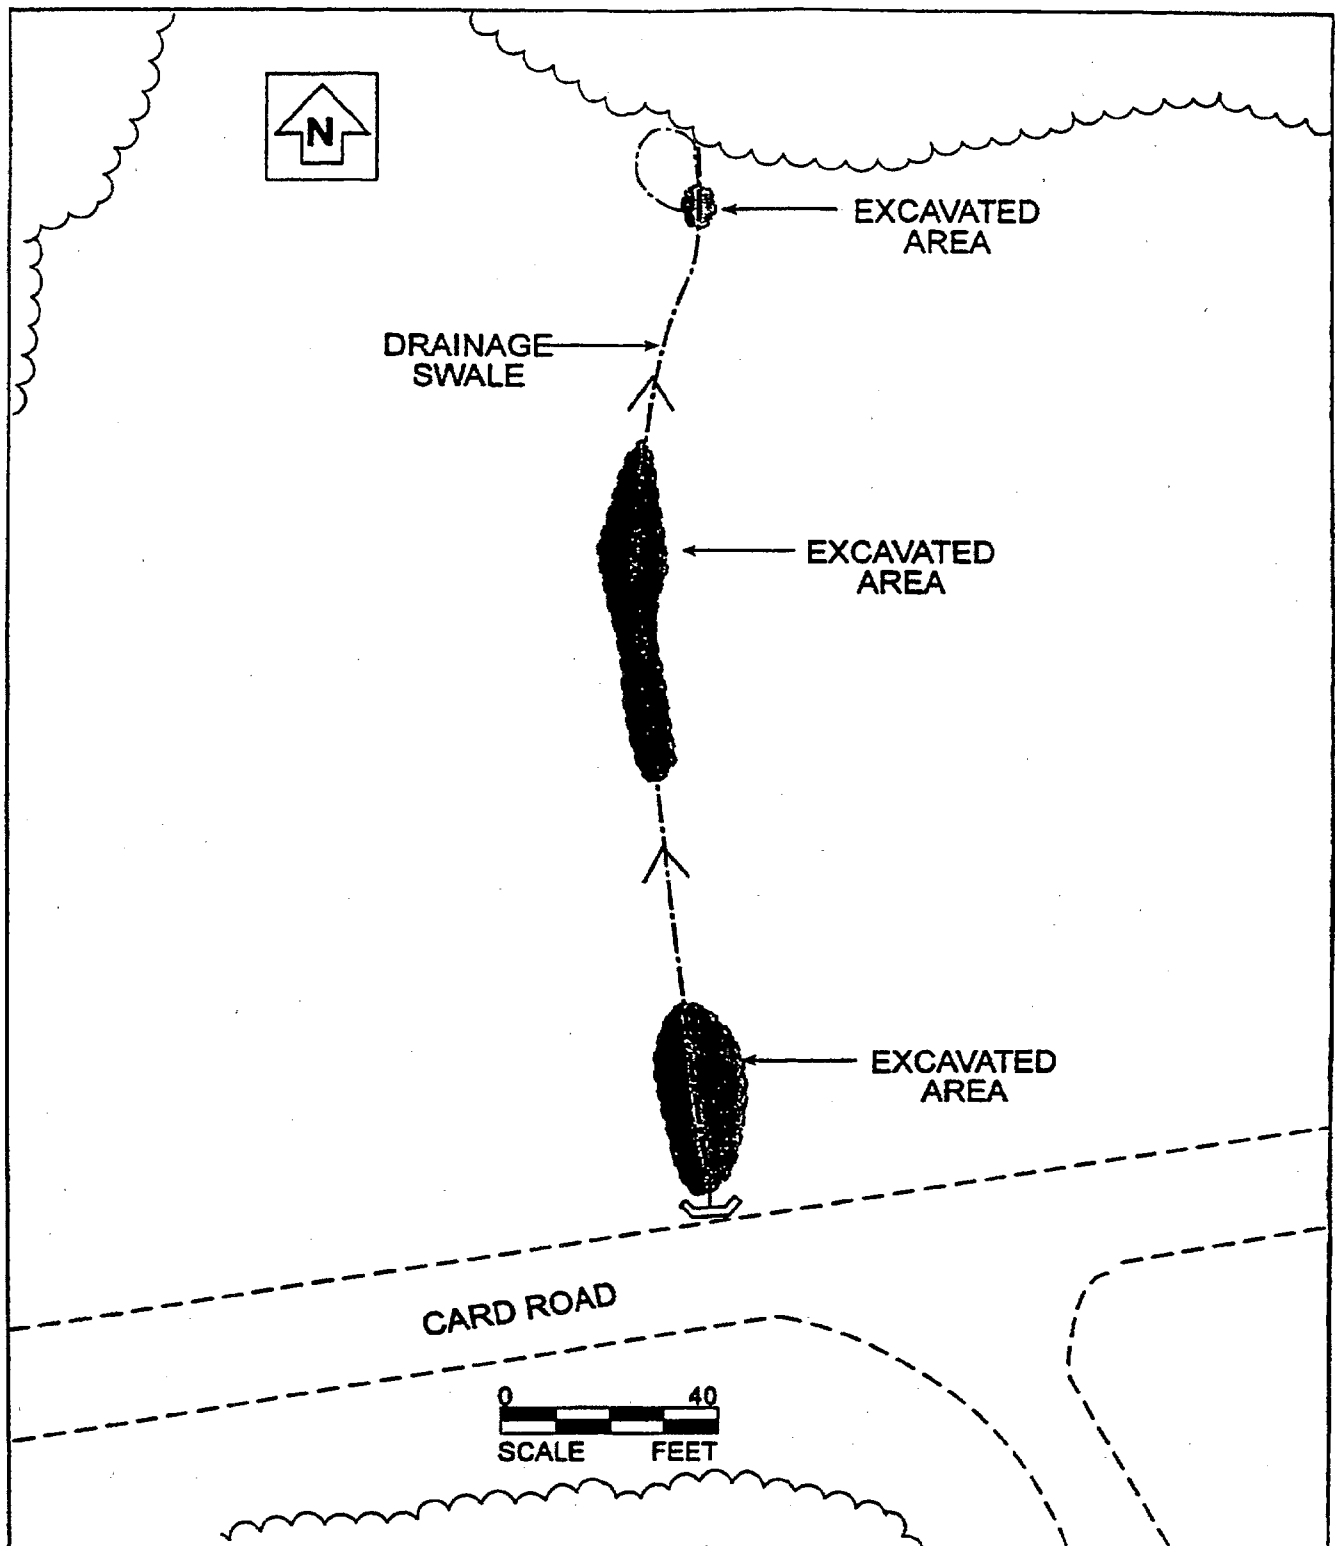 N
EXCAVATED
AREA
DRAINAGE
SWALE
EXCAVATED
AREA
EXCAVATED
AREA
CARD ROAD
0 40
SCALE FEET